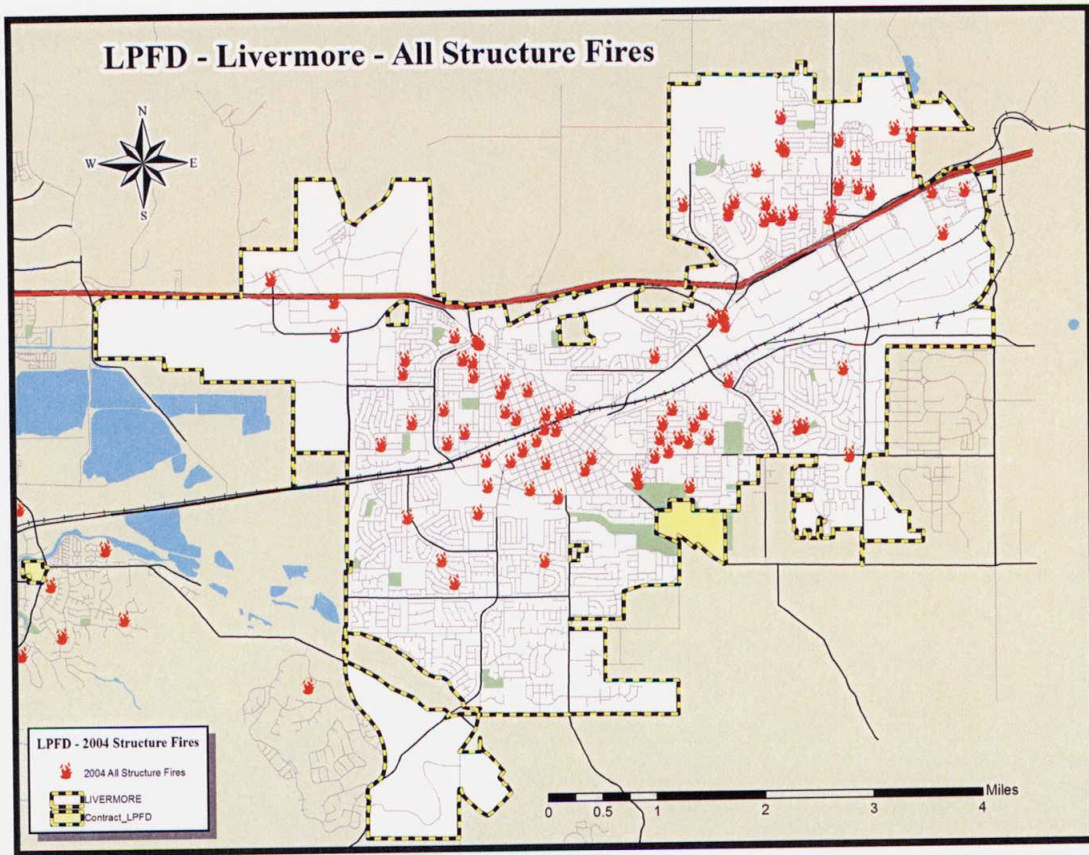 LPFD - Livermore - All Structure Fires
N
W
E
S
LPFD - 2004 Structure Fires
2004 All Structure Fires
LIVERMORE
Contract_LPFD
Miles
0 0.5 1 2 3 4